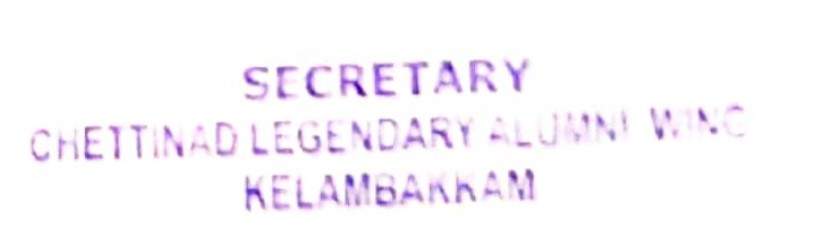 SECRETARY
CHETTINAD LEGENDARY ALUMNI WING
KELAMBAKKAM